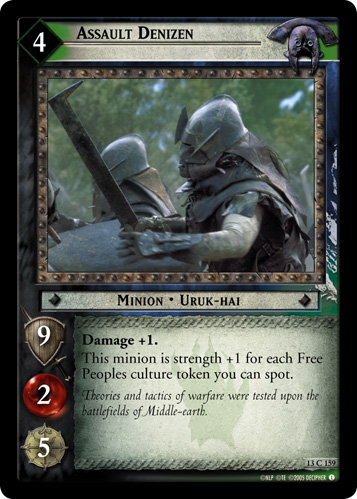 4
Assault Denizen
Minion • Uruk-hai
9
Damage +1.
This minion is strength +1 for each Free
Peoples culture token you can spot.
2
Theories and tactics of warfare were tested upon the
battlefields of Middle-earth.
5
13 C 159
©NLP ©TE ©2005 DECIPHER